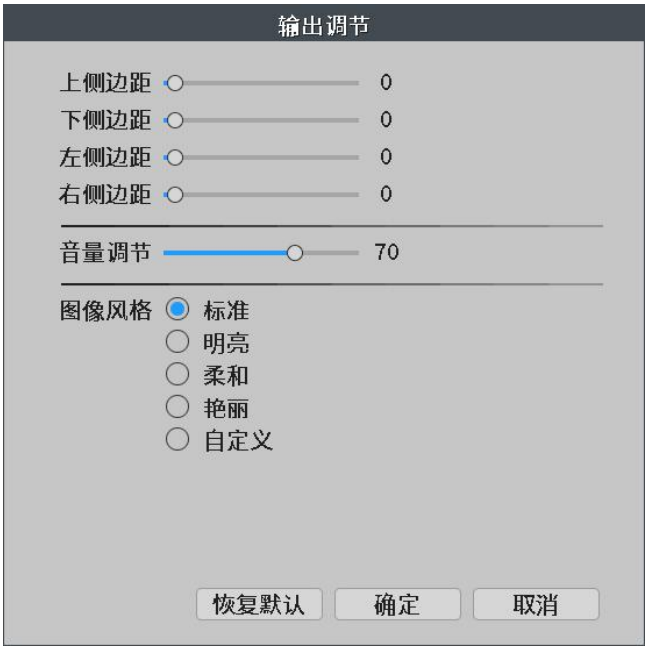 输出调节
上侧边距 0
下侧边距 0
左侧边距 0
右侧边距 0
音量调节 70
图像风格 标准
明亮
柔和
艳丽
自定义
恢复默认 确定 取消